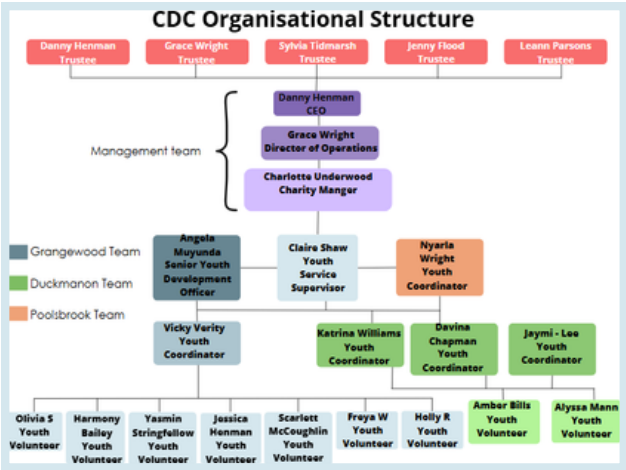 CDC Organisational Structure
Danny Henman
Trustee
Grace Wright
Trustee
Sylvia Tidmarsh
Trustee
Jenny Flood
Trustee
Leann Parsons
Trustee
Danny Henman
CEO
Management team
Grace Wright
Director of Operations
Charlotte Underwood
Charity Manger
Grangewood Team
Duckmanon Team
Poolsbrook Team
Angela
Muyunda
Senior Youth
Development
Officer
Claire Shaw
Youth
Service
Supervisor
Nyarla
Wright
Youth
Coordinator
Vicky Verity
Youth
Coordinator
Katrina Williams
Youth
Coordinator
Davina
Chapman
Youth
Coordinator
Jaymi - Lee
Youth
Coordinator
Olivia S
Youth
Volunteer
Harmony
Bailey
Youth
Volunteer
Yasmin
Stringfellow
Youth
Volunteer
Jessica
Henman
Youth
Volunteer
Scarlett
McCoughlin
Youth
Volunteer
Freya W
Youth
Volunteer
Holly R
Youth
Volunteer
Amber Bills
Youth
Volunteer
Alyssa Mann
Youth
Volunteer